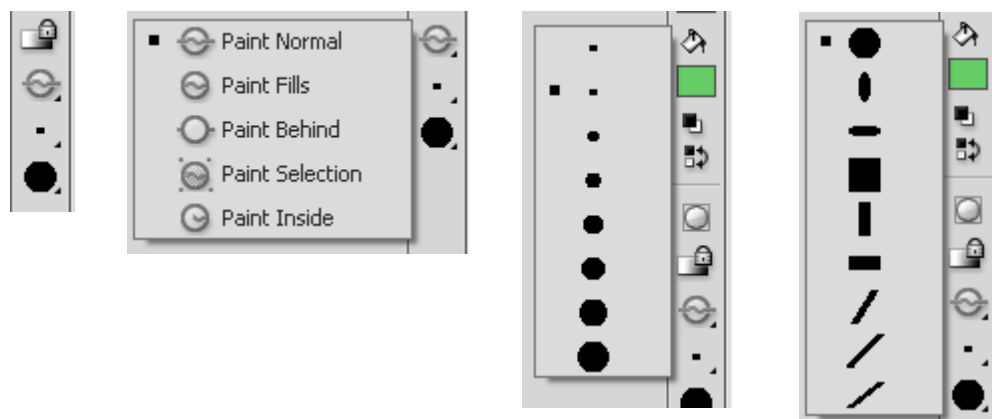 Paint Normal
Paint Fills
Paint Behind
Paint Selection
Paint Inside